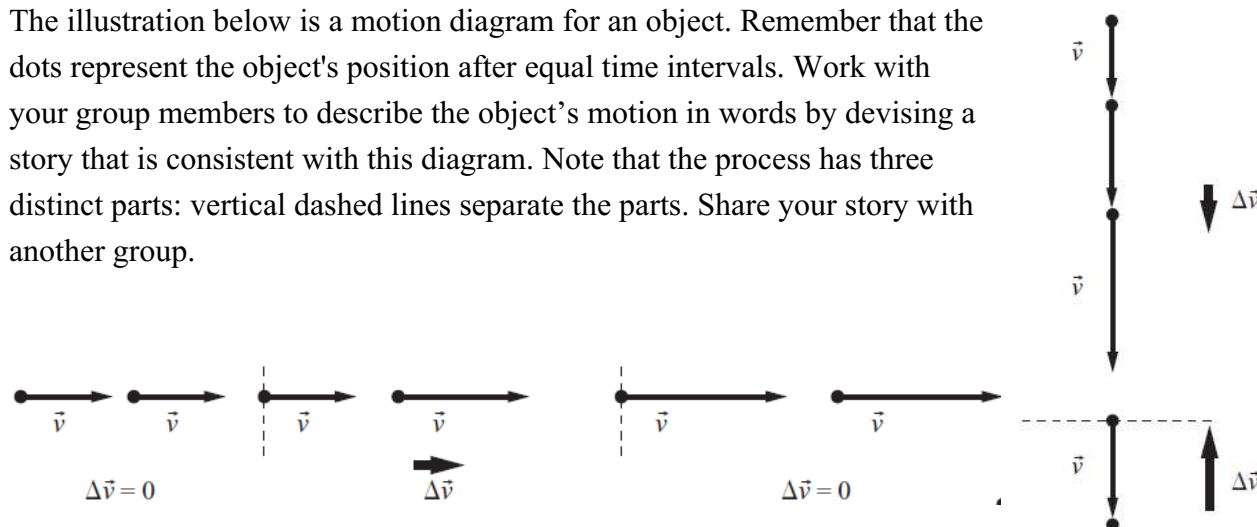 The illustration below is a motion diagram for an object. Remember that the
dots represent the object's position after equal time intervals. Work with
your group members to describe the object’s motion in words by devising a
story that is consistent with this diagram. Note that the process has three
distinct parts: vertical dashed lines separate the parts. Share your story with
another group.
v⃗ v⃗ v⃗ v⃗ v⃗ v⃗
Δv⃗ = 0 Δv⃗ Δv⃗ = 0
v⃗
Δv⃗
v⃗
v⃗ Δv⃗